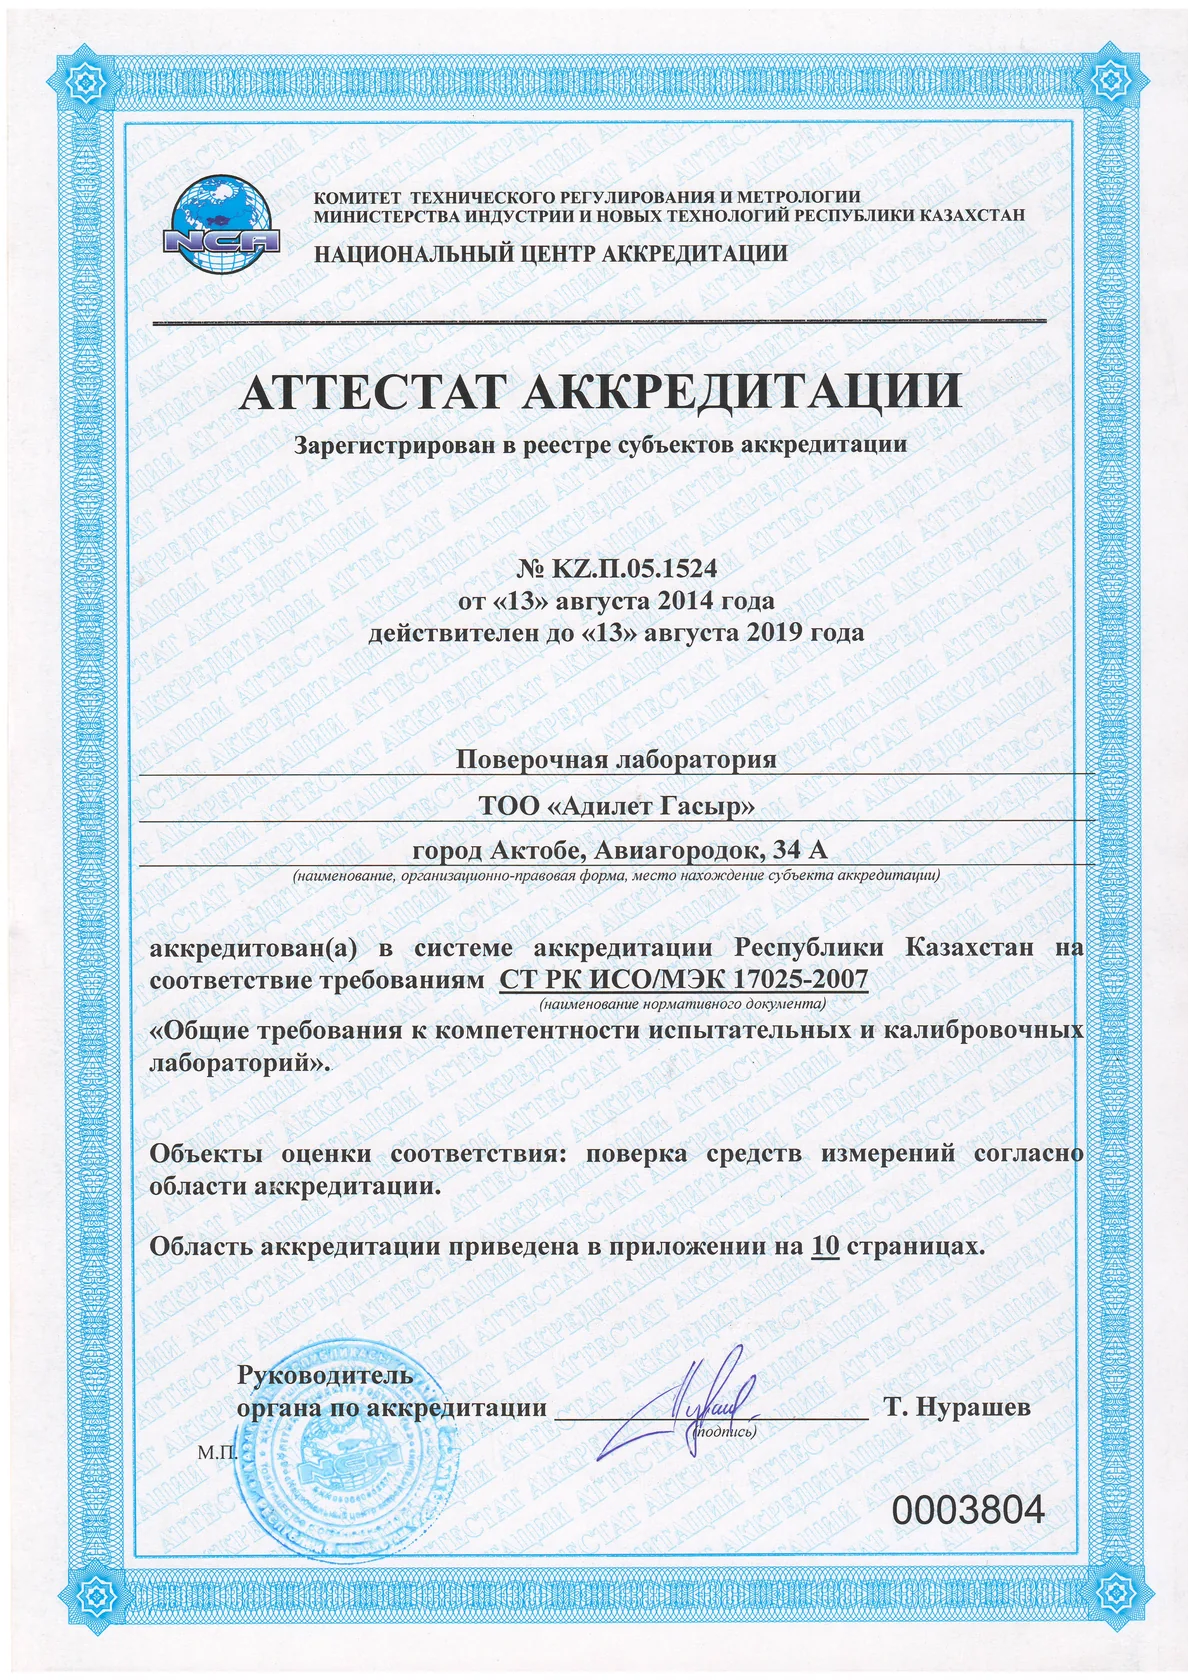 NCA
КОМИТЕТ ТЕХНИЧЕСКОГО РЕГУЛИРОВАНИЯ И МЕТРОЛОГИИ
МИНИСТЕРСТВА ИНДУСТРИИ И НОВЫХ ТЕХНОЛОГИЙ РЕСПУБЛИКИ КАЗАХСТАН
НАЦИОНАЛЬНЫЙ ЦЕНТР АККРЕДИТАЦИИ
АТТЕСТАТ АККРЕДИТАЦИИ
Зарегистрирован в реестре субъектов аккредитации
№ KZ.П.05.1524
от «13» августа 2014 года
действителен до «13» августа 2019 года
Поверочная лаборатория
ТОО «Адилет Гасыр»
город Актобе, Авиагородок, 34 А
(наименование, организационно-правовая форма, место нахождение субъекта аккредитации)
аккредитован(а) в системе аккредитации Республики Казахстан на
соответствие требованиям СТ РК ИСО/МЭК 17025-2007
(наименование нормативного документа)
«Общие требования к компетентности испытательных и калибровочных
лабораторий».
Объекты оценки соответствия: поверка средств измерений согласно
области аккредитации.
Область аккредитации приведена в приложении на 10 страницах.
Руководитель
органа по аккредитации Т. Нурашев
(подпись)
М.П.
0003804